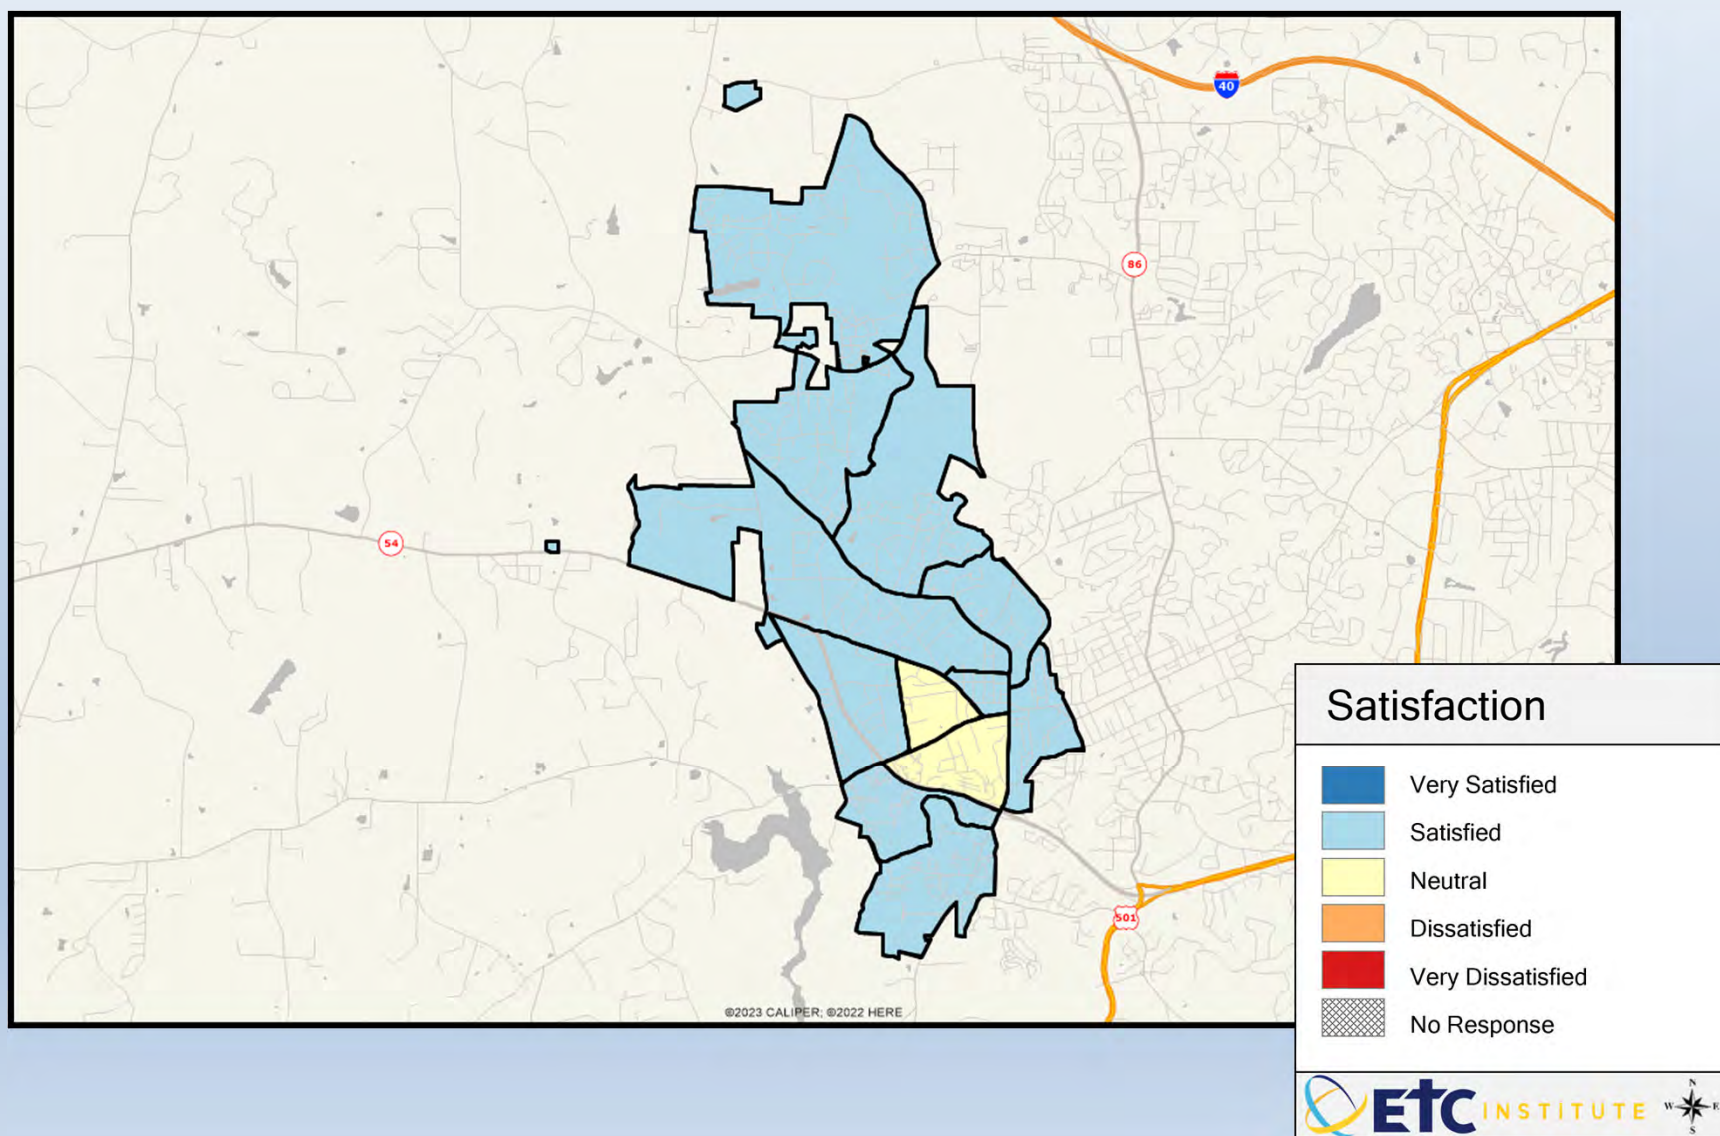 40
86
54
501
©2023 CALIPER; ©2022 HERE
Satisfaction
Very Satisfied
Satisfied
Neutral
Dissatisfied
Very Dissatisfied
No Response
ETC INSTITUTE
N
W E
S